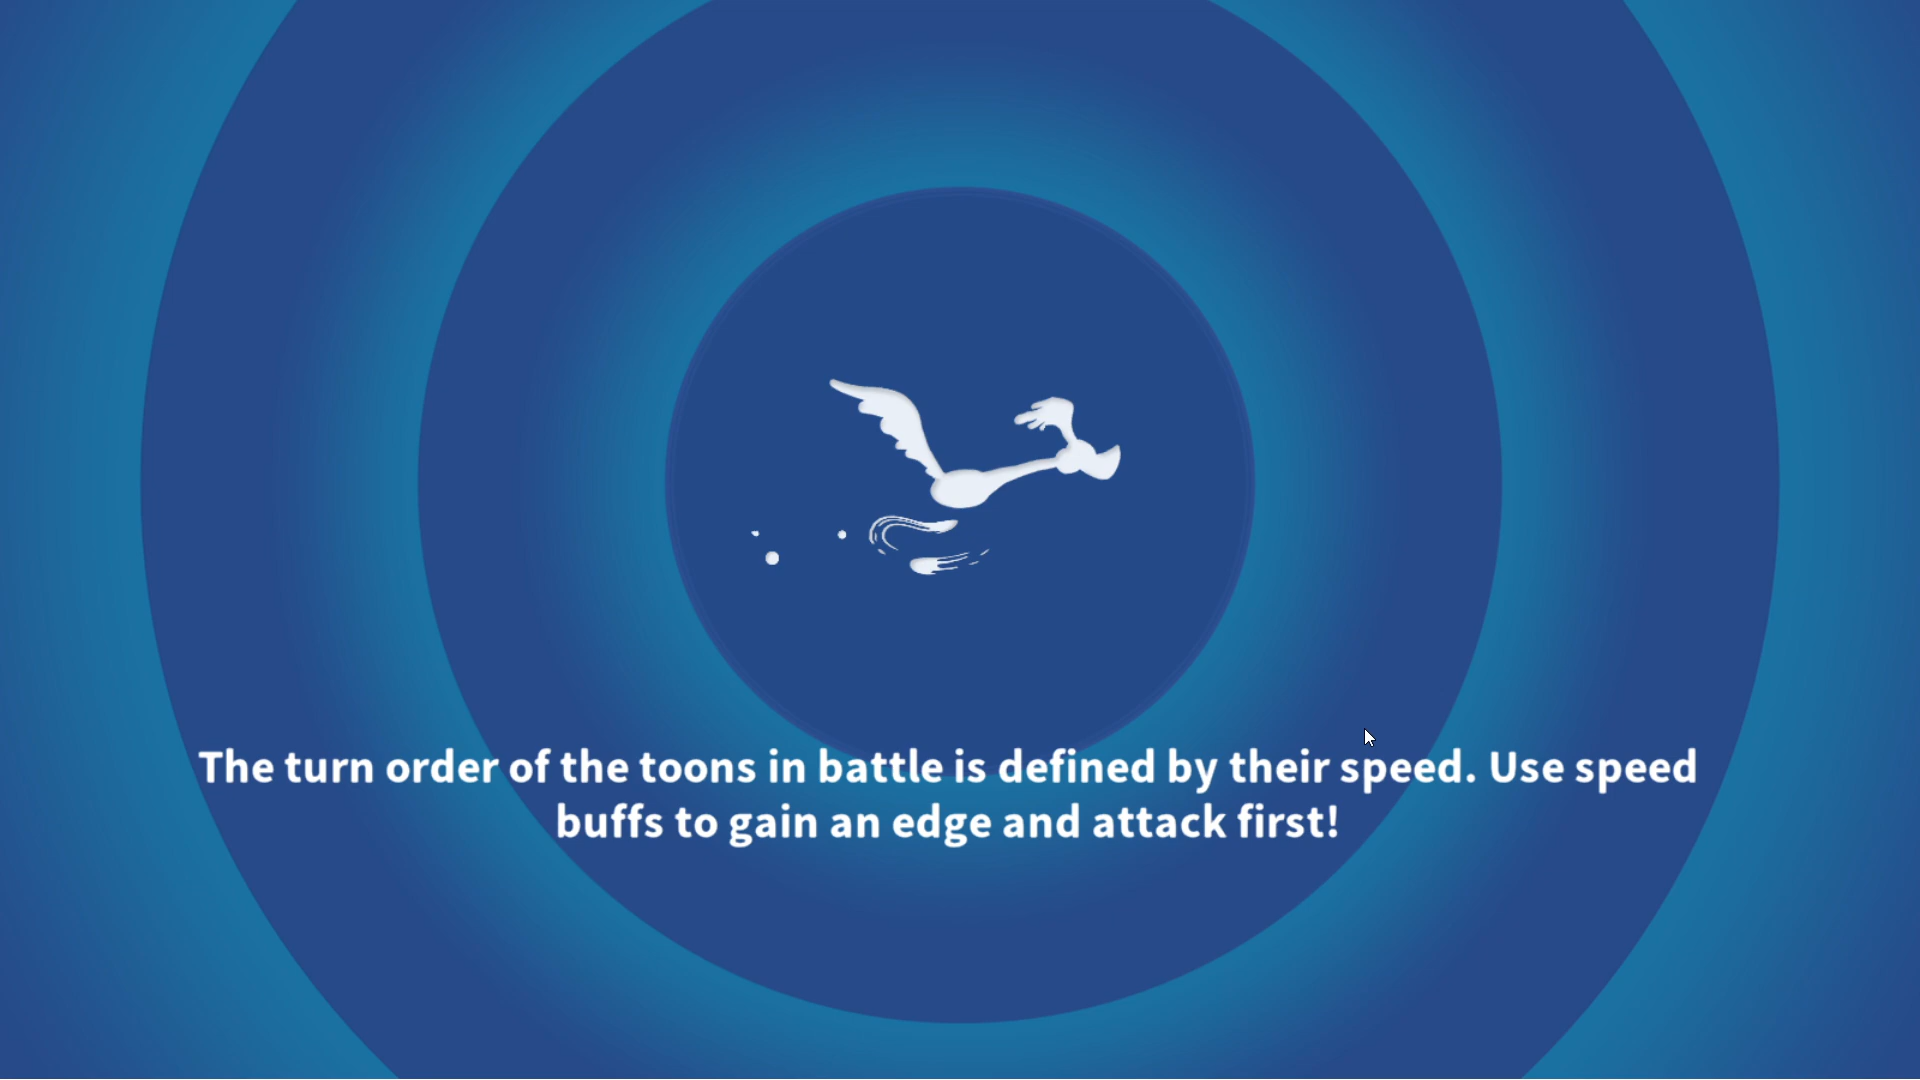 The turn order of the toons in battle is defined by their speed. Use speed
buffs to gain an edge and attack first!